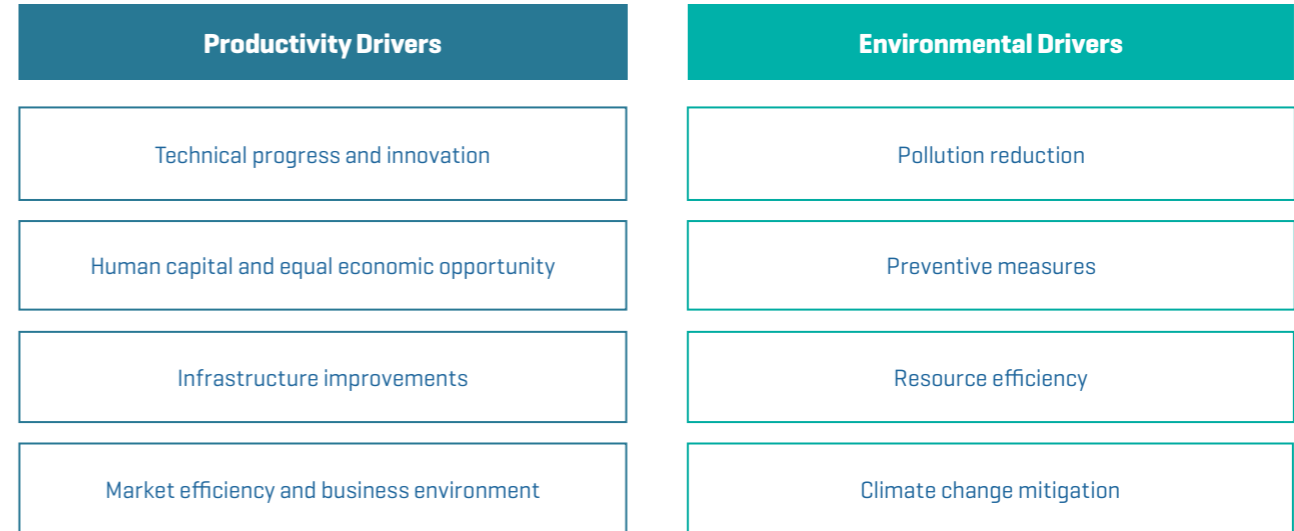 Productivity Drivers
Technical progress and innovation
Human capital and equal economic opportunity
Infrastructure improvements
Market efficiency and business environment
Environmental Drivers
Pollution reduction
Preventive measures
Resource efficiency
Climate change mitigation